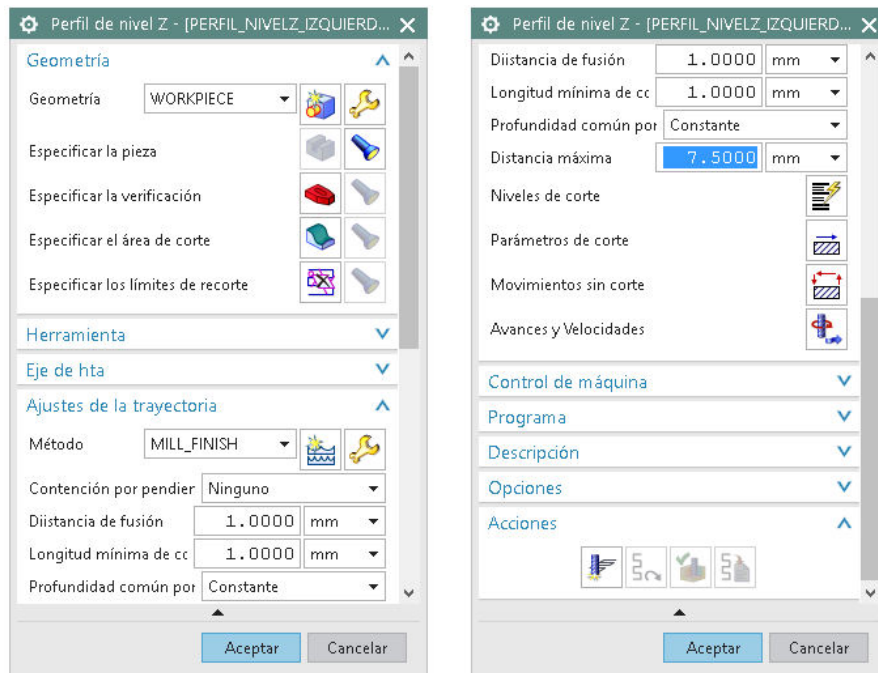 Perfil de nivel Z - [PERFIL_NIVELZ_IZQUIERD...
Geometría
Geometría WORKPIECE
Especificar la pieza
Especificar la verificación
Especificar el área de corte
Especificar los límites de recorte
Herramienta
Eje de hta
Ajustes de la trayectoria
Método MILL_FINISH
Contención por pendier Ninguno
Diistancia de fusión 1.0000 mm
Longitud mínima de cc 1.0000 mm
Profundidad común por Constante
Aceptar Cancelar
Perfil de nivel Z - [PERFIL_NIVELZ_IZQUIERD...
Diistancia de fusión 1.0000 mm
Longitud mínima de cc 1.0000 mm
Profundidad común por Constante
Distancia máxima 7.5000 mm
Niveles de corte
Parámetros de corte
Movimientos sin corte
Avances y Velocidades
Control de máquina
Programa
Descripción
Opciones
Acciones
Aceptar Cancelar